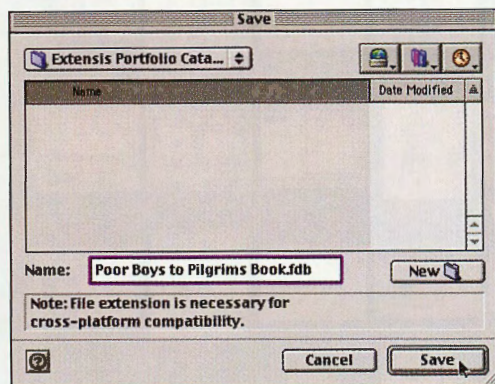 Save
Extensis Portfolio Cata...
Name Date Modified
Name: Poor Boys to Pilgrims Book.fdb New
Note: File extension is necessary for
cross-platform compatibility.
Cancel Save